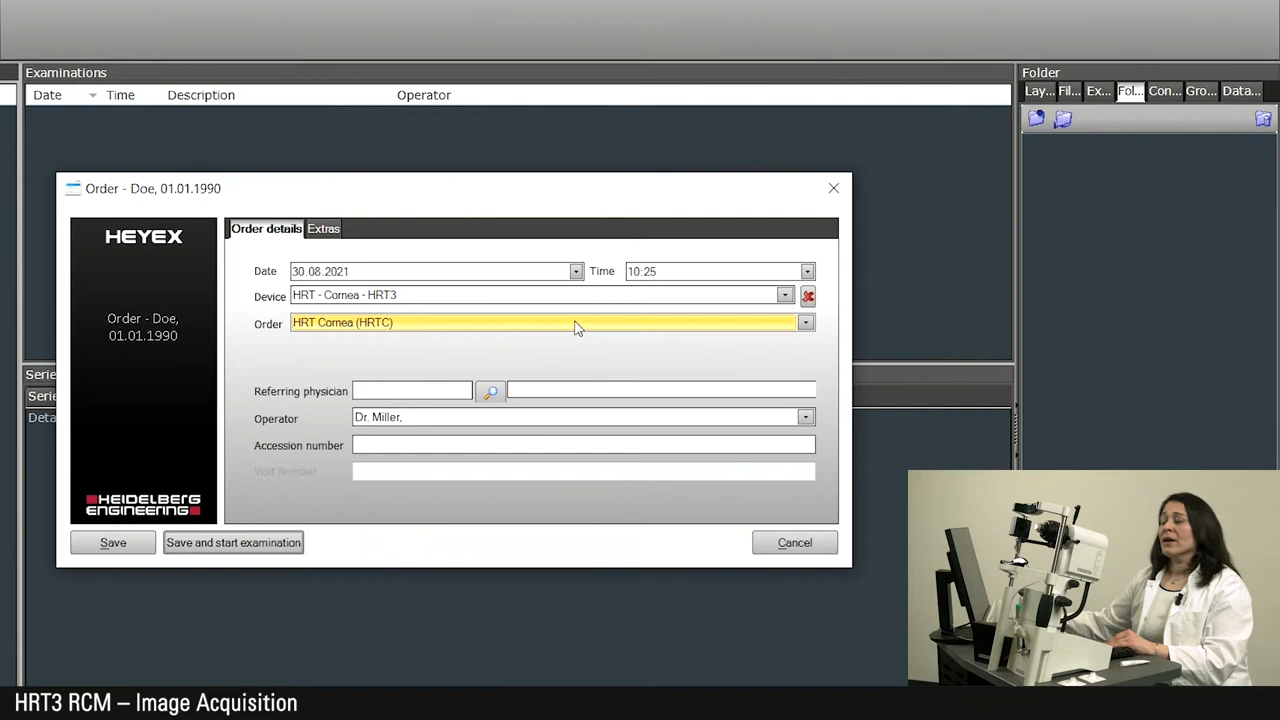 Examinations
Date Time Description Operator
Folder
Lay... Fil... Ex... Fol... Con... Gro... Data...
Order - Doe, 01.01.1990
HEYEX
Order - Doe,
01.01.1990
HEIDELBERG
ENGINEERING
Order details Extras
Date 30.08.2021 Time 10:25
Device HRT - Cornea - HRT3
Order HRT Cornea (HRTC)
Referring physician
Operator Dr. Miller,
Accession number
Visit Number
Save Save and start examination Cancel
Serie
Serie
Deta
HRT3 RCM – Image Acquisition